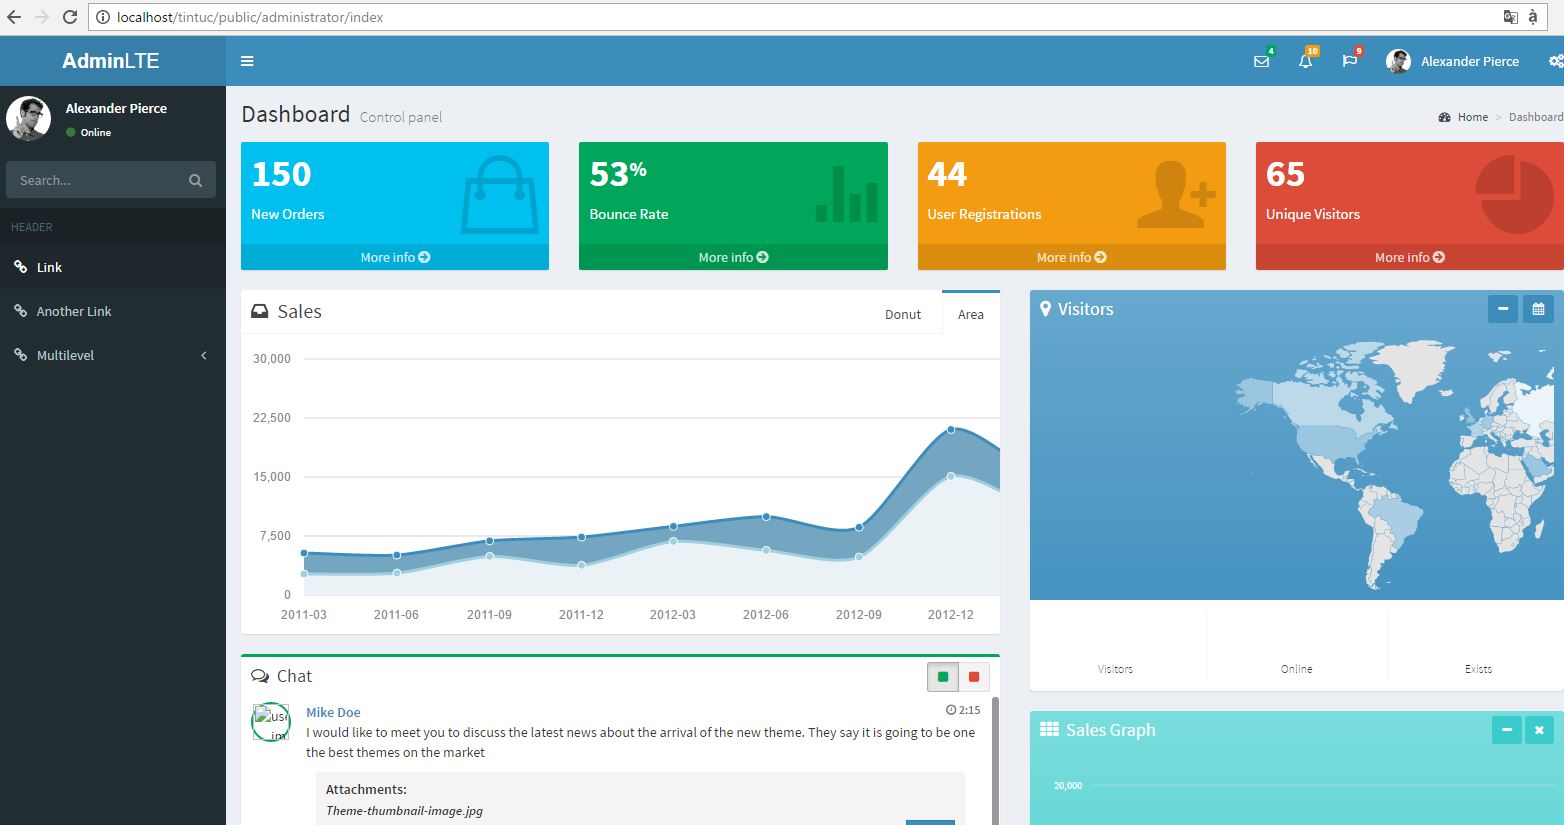 localhost/tintuc/public/administrator/index
AdminLTE
4
10
9
Alexander Pierce
Alexander Pierce
Online
Search...
HEADER
Link
Another Link
Multilevel
Dashboard Control panel
Home > Dashboard
150
New Orders
More info
53%
Bounce Rate
More info
44
User Registrations
More info
65
Unique Visitors
More info
Sales
Donut
Area
30,000
22,500
15,000
7,500
0
2011-03 2011-06 2011-09 2011-12 2012-03 2012-06 2012-09 2012-12
Visitors
Visitors
Online
Exists
Chat
Mike Doe
2:15
I would like to meet you to discuss the latest news about the arrival of the new theme. They say it is going to be one
the best themes on the market
Attachments:
Theme-thumbnail-image.jpg
Sales Graph
20,000